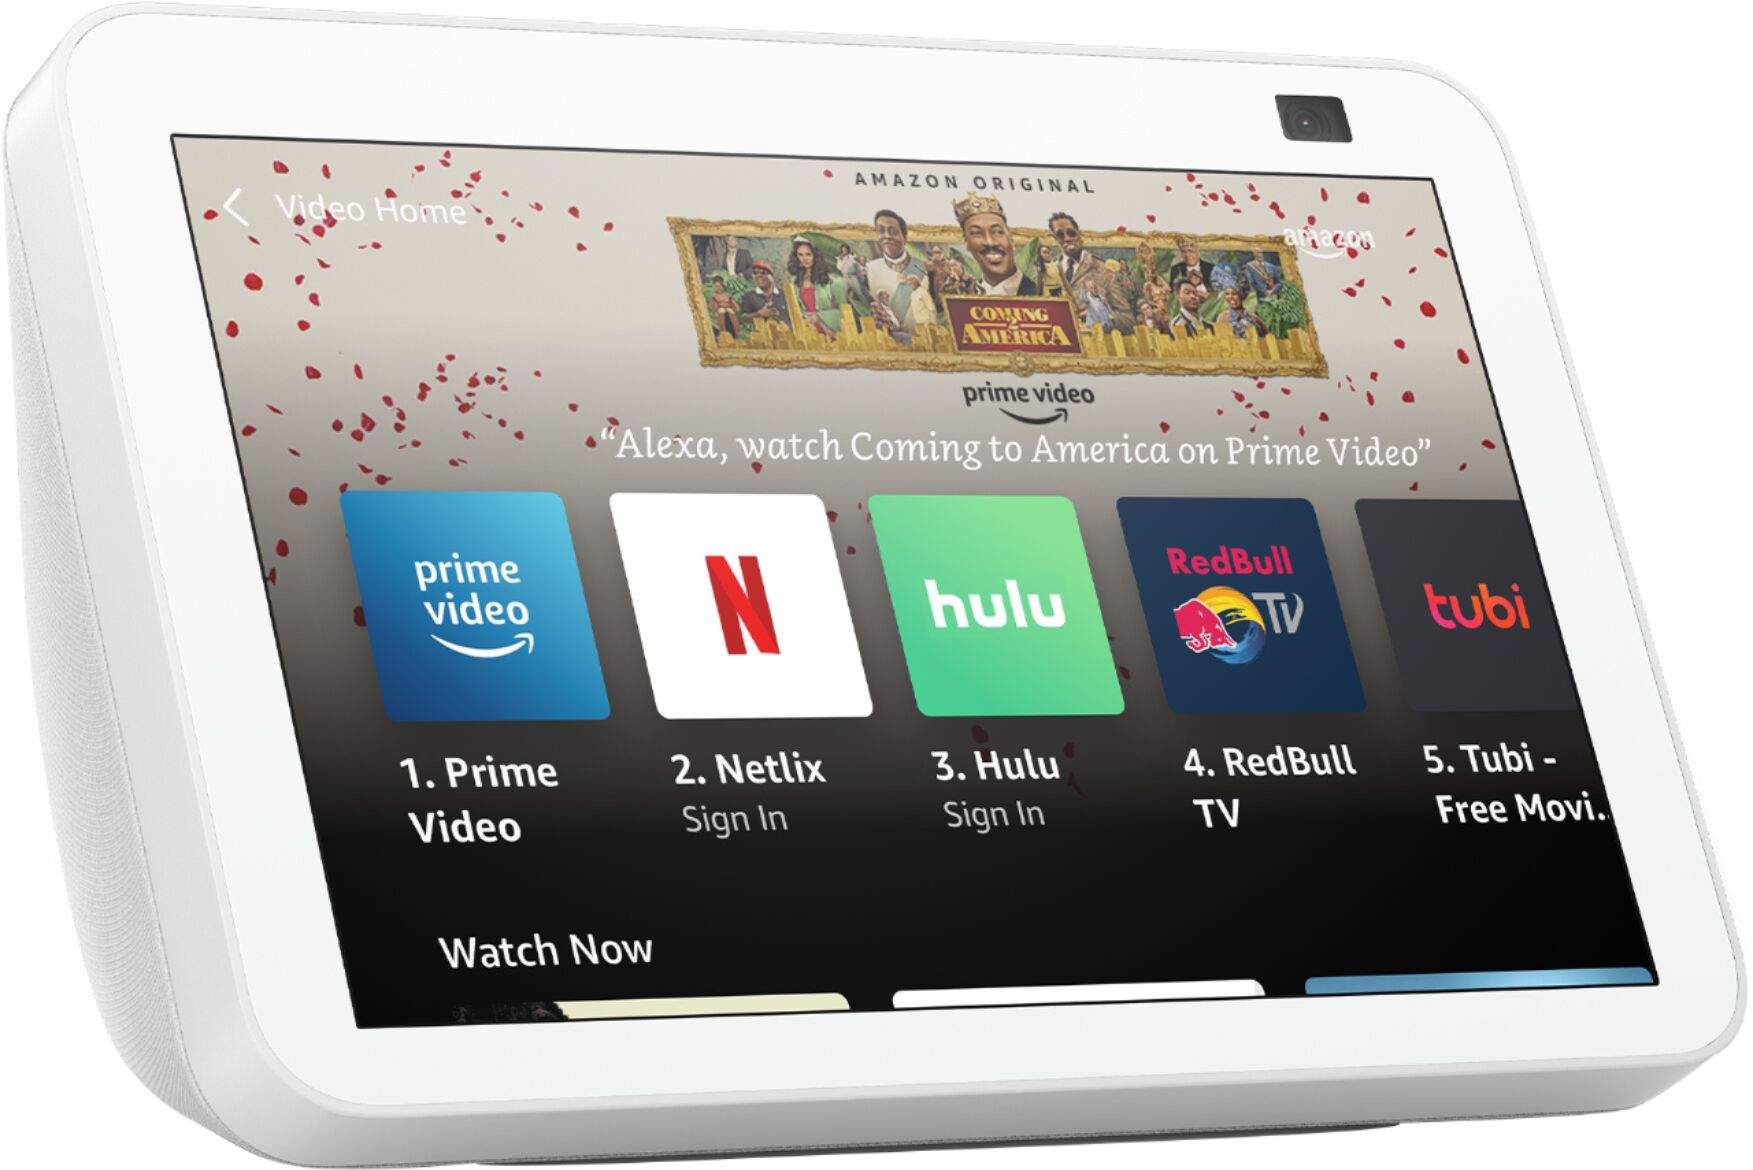 Video Home
AMAZON ORIGINAL
amazon
COMING
2
AMERICA
prime video
“Alexa, watch Coming to America on Prime Video”
prime
video
N
hulu
RedBull
TV
tubi
1. Prime
Video
2. Netlix
Sign In
3. Hulu
Sign In
4. RedBull
TV
5. Tubi -
Free Movi..
Watch Now